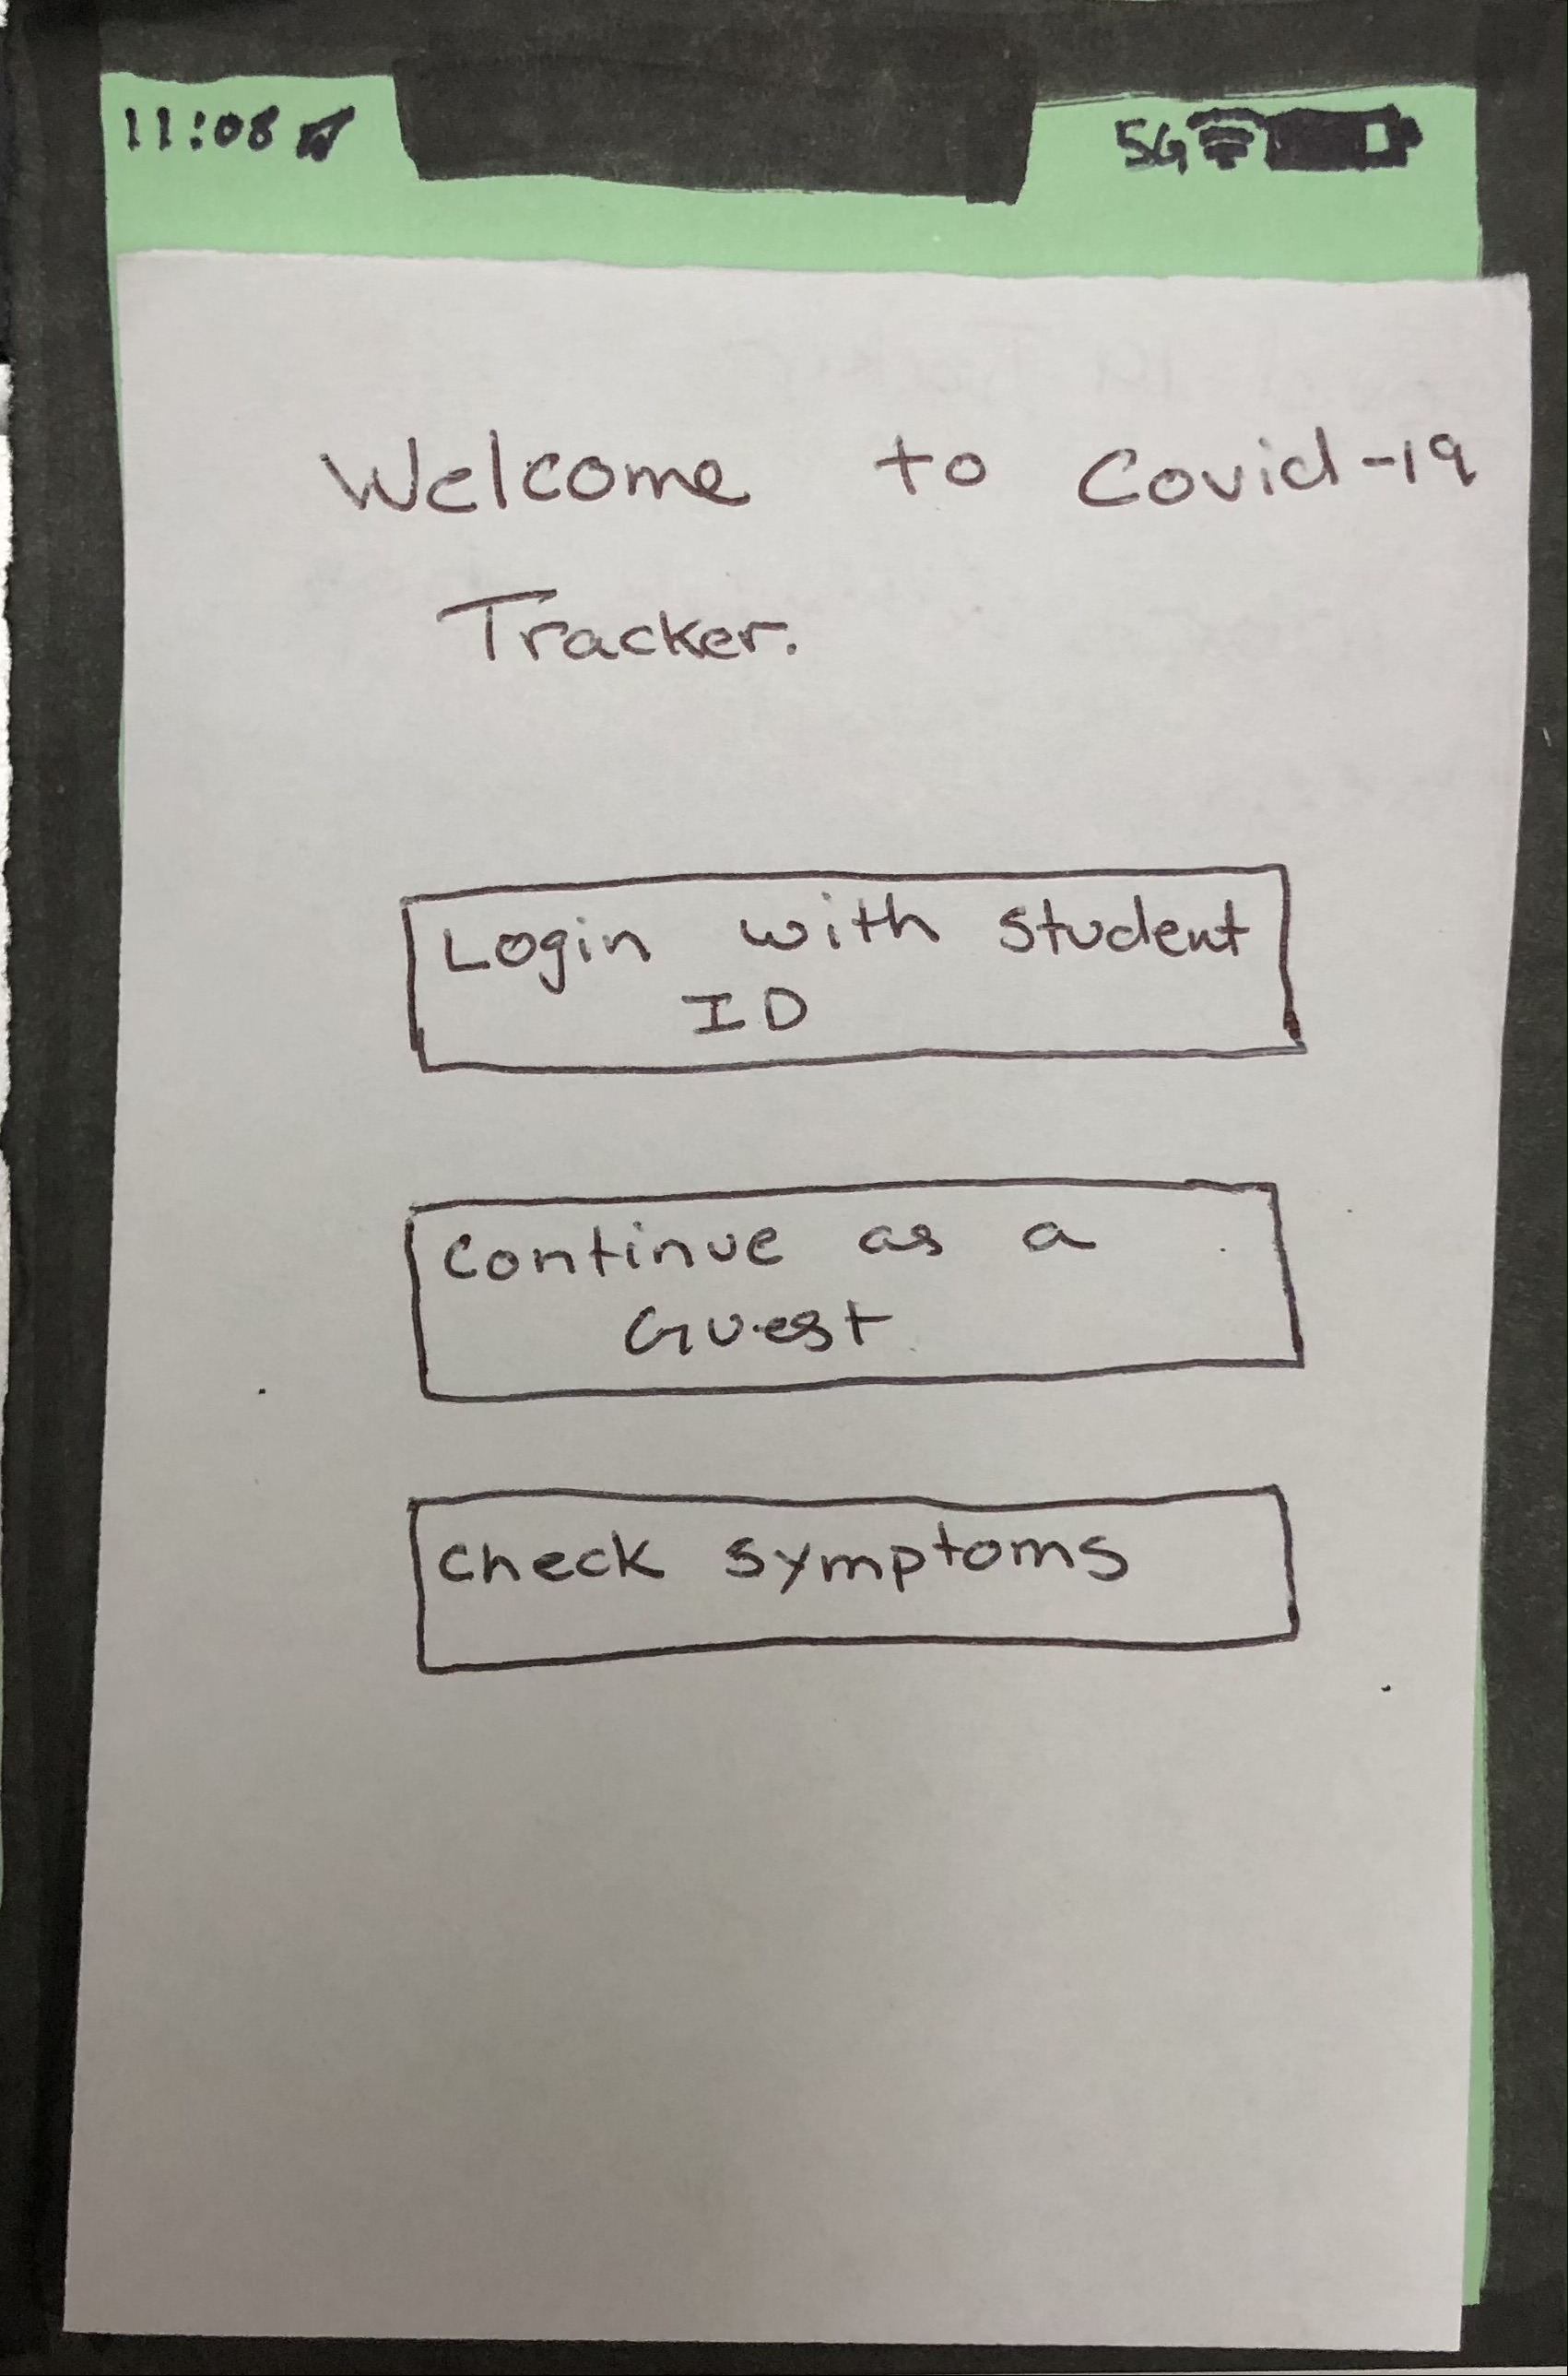 11:08
5G
Welcome to Covid-19
Tracker.
Login with student
ID
Continue as a
Guest
Check symptoms